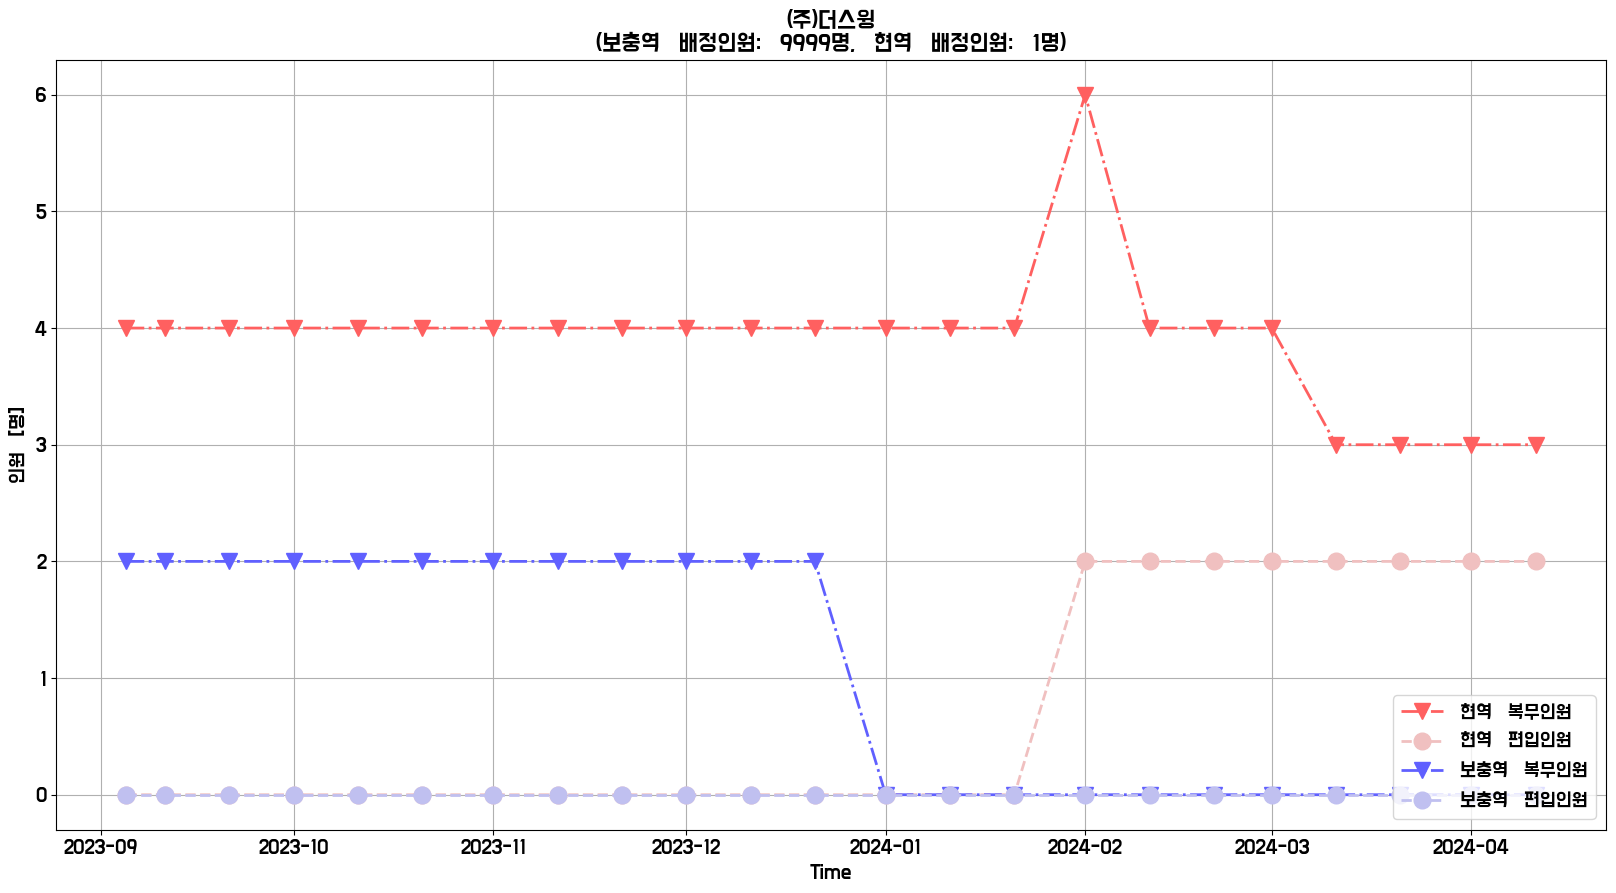 (주)더스윙
(보충역 배정인원: 9999명, 현역 배정인원: 1명)
인원 [명]
6
5
4
3
2
1
0
현역 복무인원
현역 편입인원
보충역 복무인원
보충역 편입인원
2023-09 2023-10 2023-11 2023-12 2024-01 2024-02 2024-03 2024-04
Time